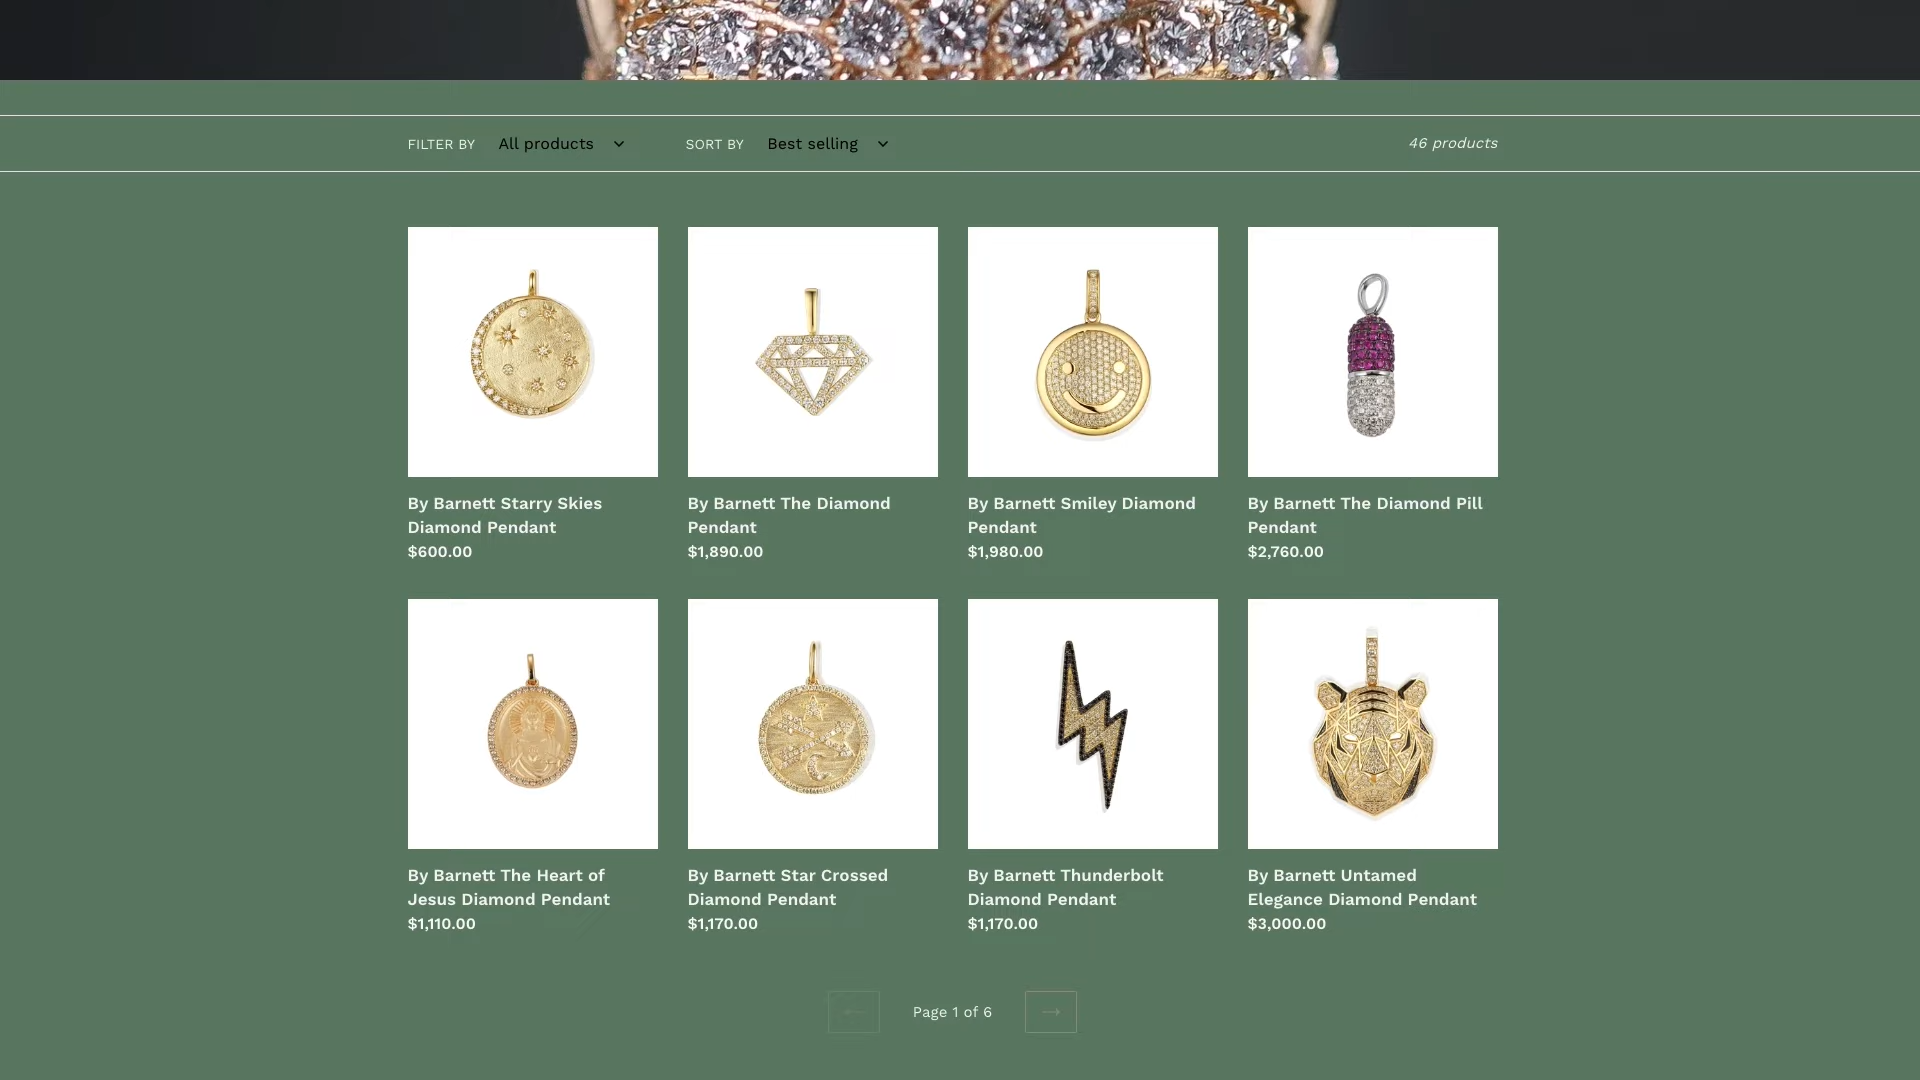 FILTER BY All products SORT BY Best selling 46 products
By Barnett Starry Skies
Diamond Pendant
$600.00
By Barnett The Diamond
Pendant
$1,890.00
By Barnett Smiley Diamond
Pendant
$1,980.00
By Barnett The Diamond Pill
Pendant
$2,760.00
By Barnett The Heart of
Jesus Diamond Pendant
$1,110.00
By Barnett Star Crossed
Diamond Pendant
$1,170.00
By Barnett Thunderbolt
Diamond Pendant
$1,170.00
By Barnett Untamed
Elegance Diamond Pendant
$3,000.00
Page 1 of 6